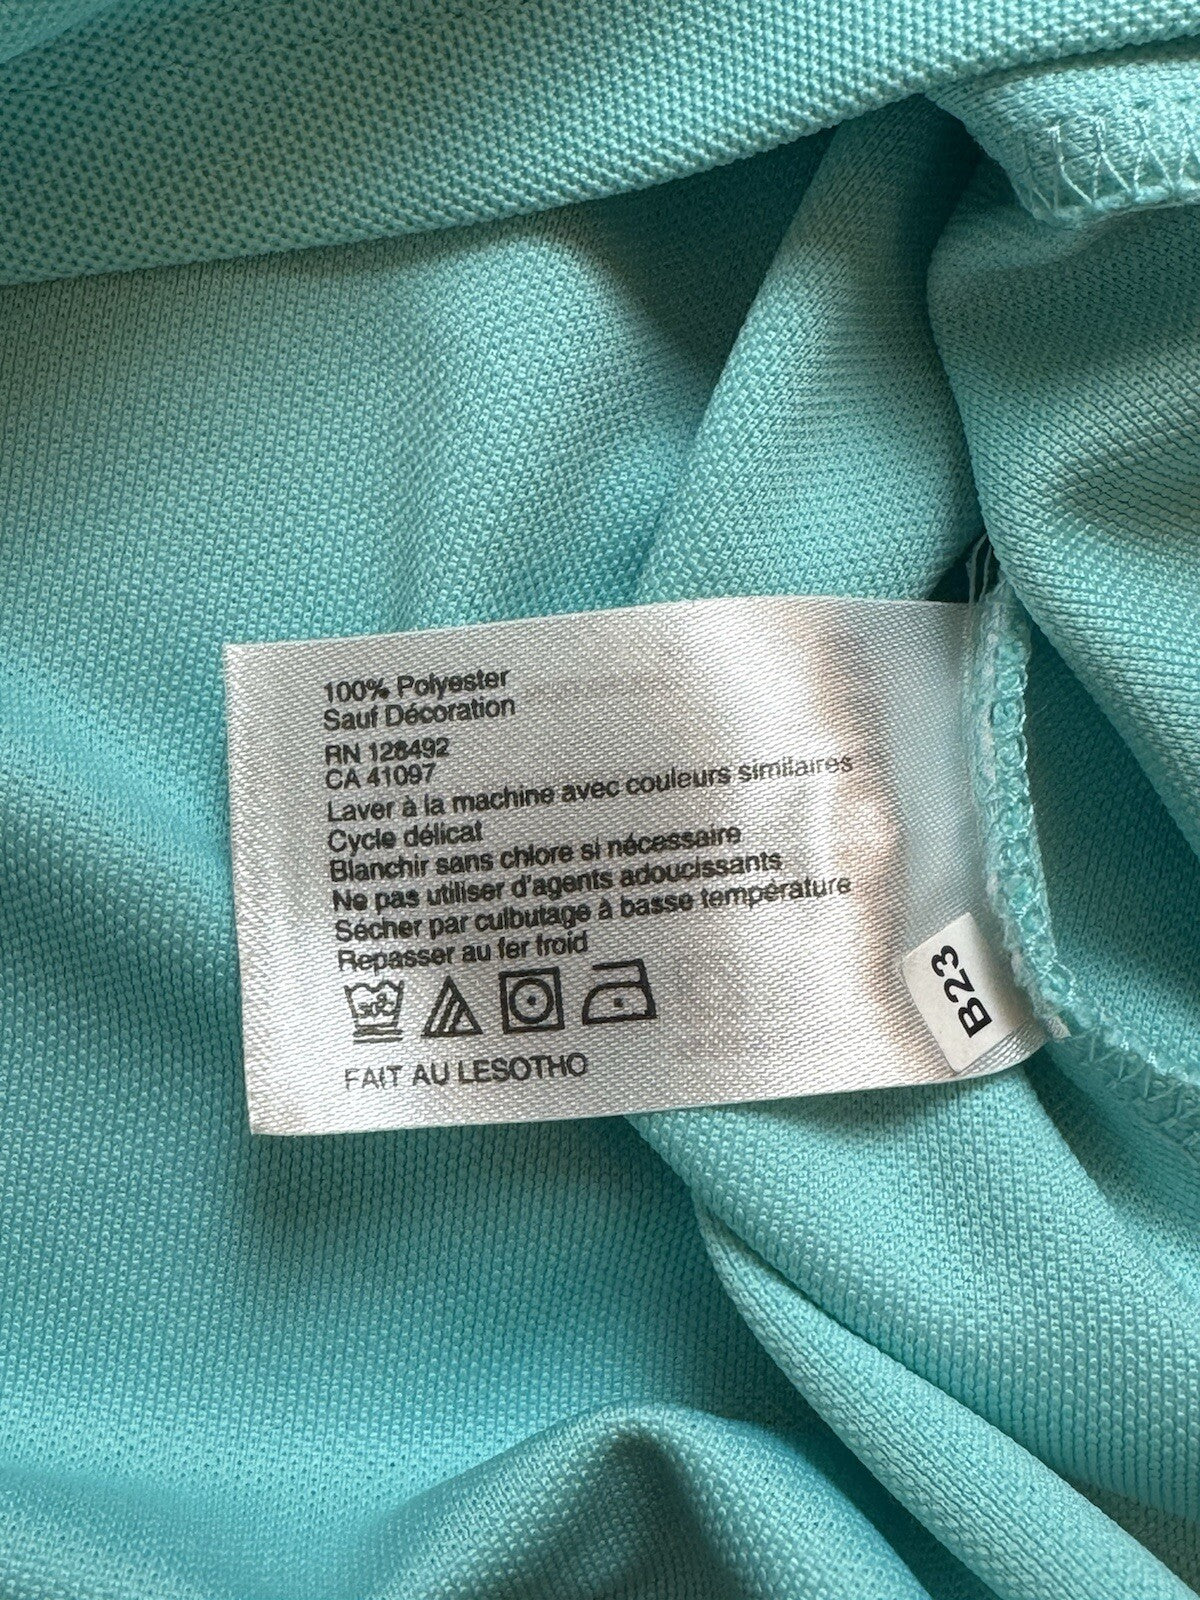 100% Polyester
Sauf Décoration
RN 128492
CA 41097
Laver à la machine avec couleurs similaires
Cycle délicat
Blanchir sans chlore si nécessaire
Ne pas utiliser d'agents adoucissants
Sécher par culbutage à basse température
Repasser au fer froid
30°
FAIT AU LESOTHO
B23